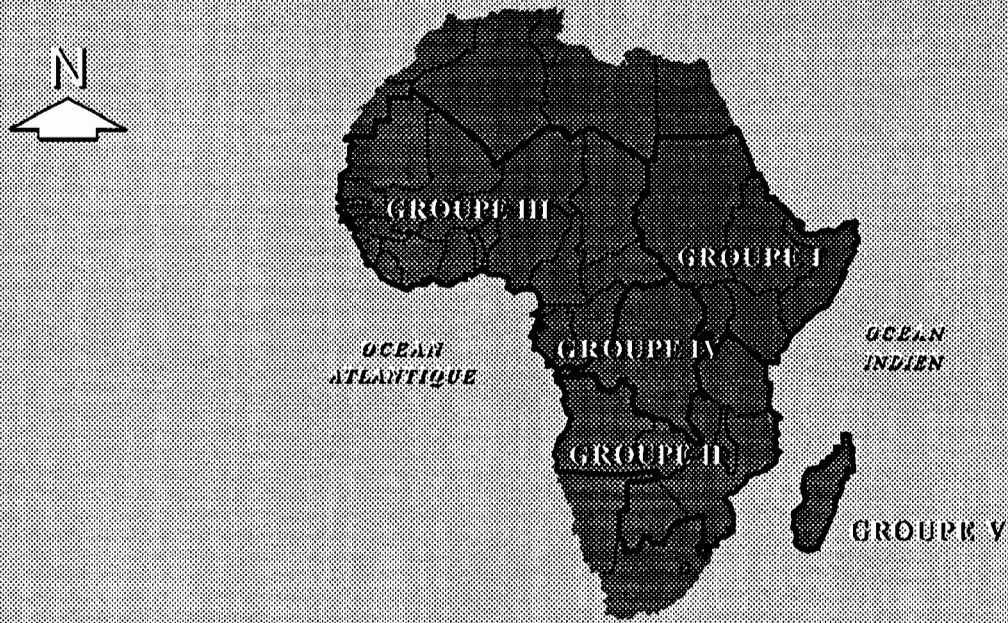 N
GROUPE III
GROUPE I
OCEAN
ATLANTIQUE
GROUPE IV
OCEAN
INDIEN
GROUPE II
GROUPE V